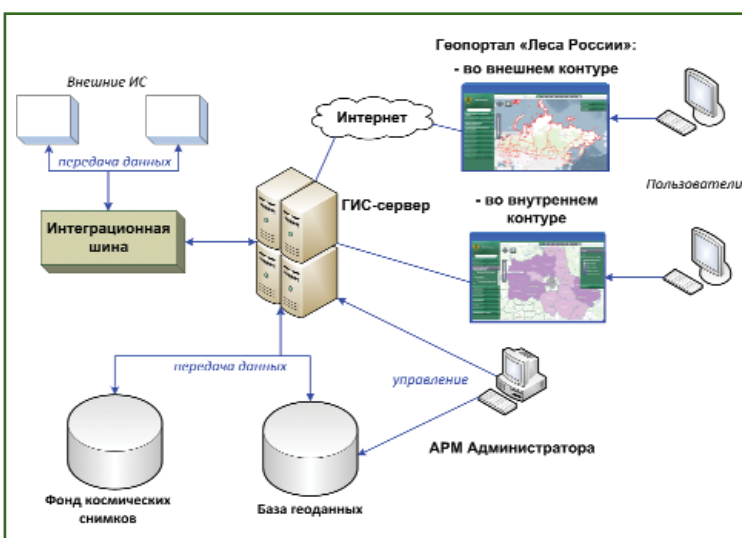 Геопортал «Леса России»:
- во внешнем контуре
Внешние ИС
Интернет
передача данных
Пользователи
ГИС-сервер
- во внутреннем
контуре
Интеграционная
шина
передача данных
управление
АРМ Администратора
Фонд космических
снимков
База геоданных